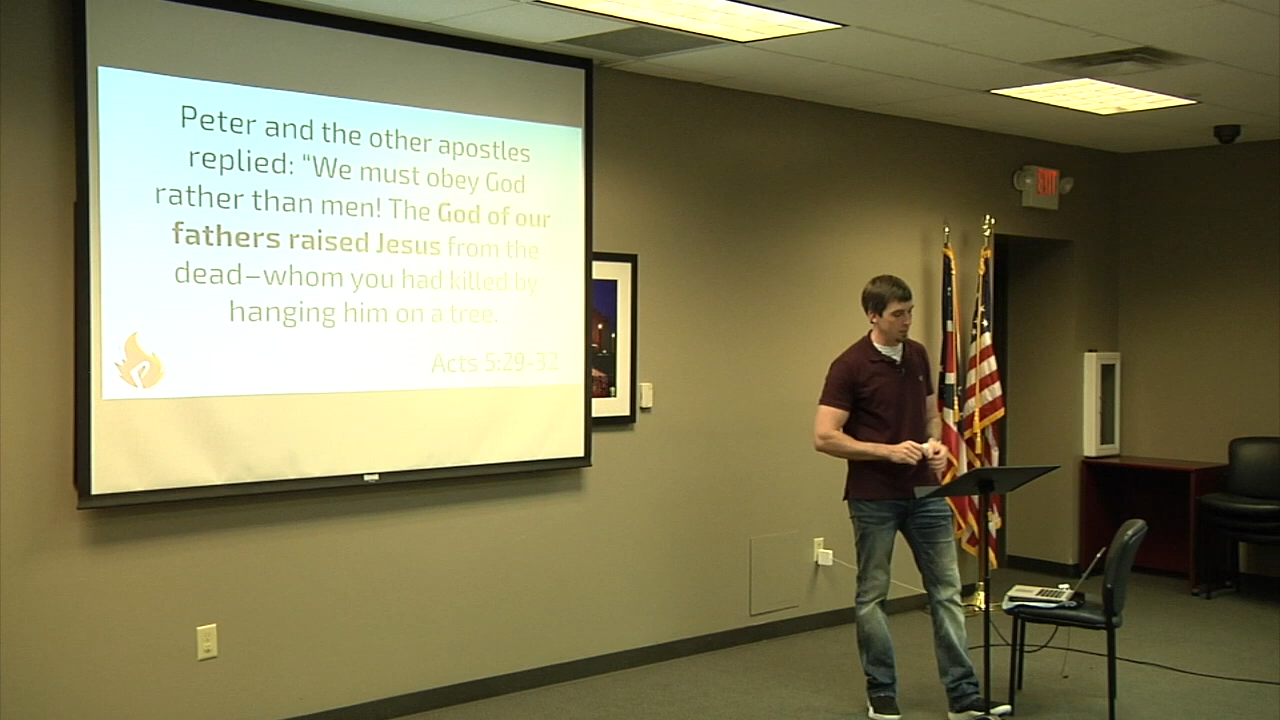 Peter and the other apostles
replied: “We must obey God
rather than men! The God of our
fathers raised Jesus from the
dead—whom you had killed by
hanging him on a tree.
Acts 5:29-32
EXIT